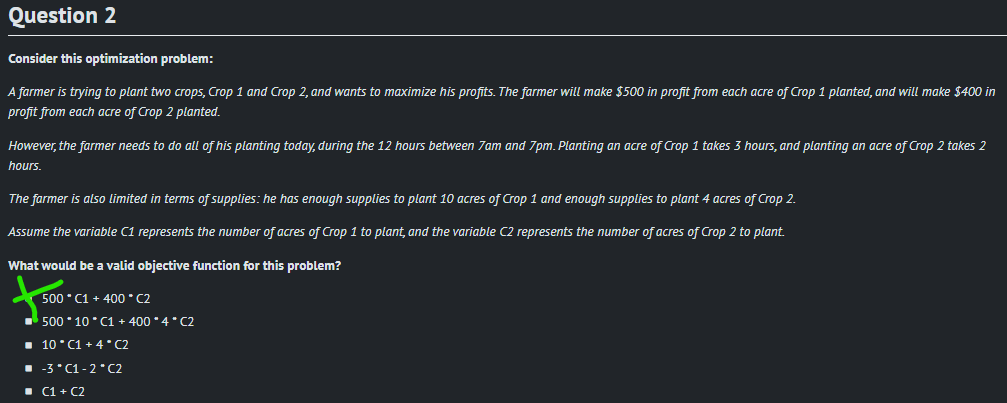 Question 2
Consider this optimization problem:
A farmer is trying to plant two crops, Crop 1 and Crop 2, and wants to maximize his profits. The farmer will make $500 in profit from each acre of Crop 1 planted, and will make $400 in
profit from each acre of Crop 2 planted.
However, the farmer needs to do all of his planting today, during the 12 hours between 7am and 7pm. Planting an acre of Crop 1 takes 3 hours, and planting an acre of Crop 2 takes 2
hours.
The farmer is also limited in terms of supplies: he has enough supplies to plant 10 acres of Crop 1 and enough supplies to plant 4 acres of Crop 2.
Assume the variable C1 represents the number of acres of Crop 1 to plant, and the variable C2 represents the number of acres of Crop 2 to plant.
What would be a valid objective function for this problem?
500 * C1 + 400 * C2
500 * 10 * C1 + 400 * 4 * C2
10 * C1 + 4 * C2
-3 * C1 - 2 * C2
C1 + C2